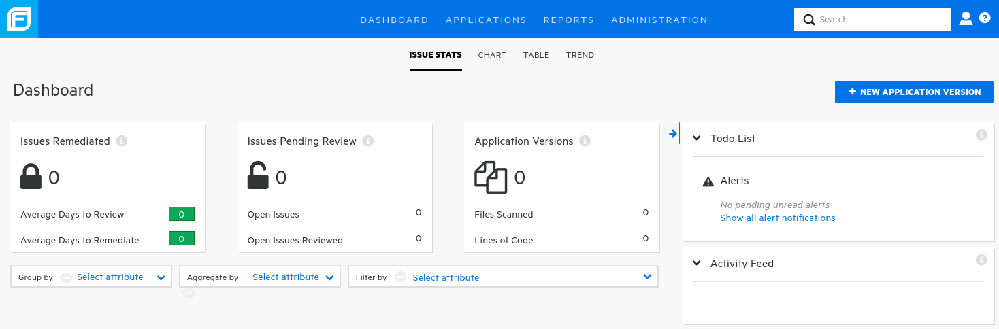 F
DASHBOARD APPLICATIONS REPORTS ADMINISTRATION
Search
?
ISSUE STATS CHART TABLE TREND
Dashboard
+ NEW APPLICATION VERSION
Issues Remediated i
0
Average Days to Review 0
Average Days to Remediate 0
Issues Pending Review i
0
Open Issues 0
Open Issues Reviewed 0
Application Versions i
0
Files Scanned 0
Lines of Code 0
Group by Select attribute
Aggregate by Select attribute
Filter by Select attribute
Todo List i
Alerts
No pending unread alerts
Show all alert notifications
Activity Feed i